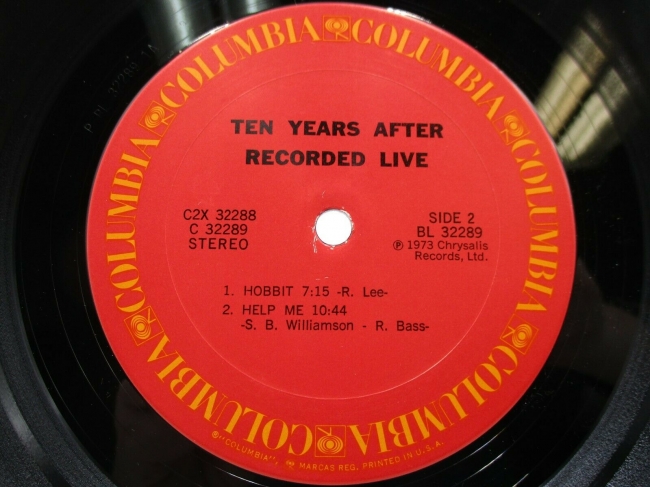 COLUMBIA COLUMBIA COLUMBIA COLUMBIA COLUMBIA COLUMBIA
TEN YEARS AFTER
RECORDED LIVE
C2X 32288
C 32289
STEREO
SIDE 2
BL 32289
℗ 1973 Chrysalis
Records, Ltd.
1. HOBBIT 7:15 -R. Lee-
2. HELP ME 10:44
-S. B. Williamson - R. Bass-
®"COLUMBIA", MARCAS REG. PRINTED IN U.S.A.